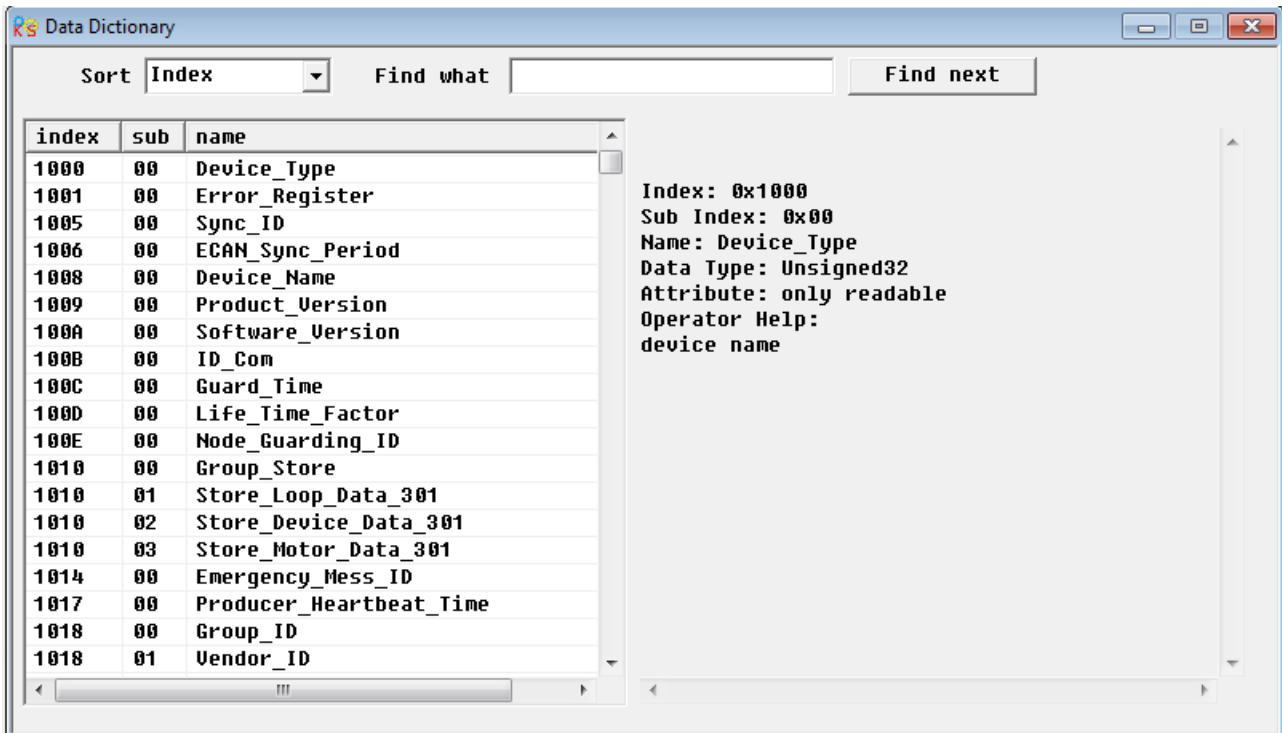 Data Dictionary
Sort Index Find what Find next
index sub name
1000 00 Device_Type
1001 00 Error_Register
1005 00 Sync_ID
1006 00 ECAN_Sync_Period
1008 00 Device_Name
1009 00 Product_Version
100A 00 Software_Version
100B 00 ID_Com
100C 00 Guard_Time
100D 00 Life_Time_Factor
100E 00 Node_Guarding_ID
1010 00 Group_Store
1010 01 Store_Loop_Data_301
1010 02 Store_Device_Data_301
1010 03 Store_Motor_Data_301
1014 00 Emergency_Mess_ID
1017 00 Producer_Heartbeat_Time
1018 00 Group_ID
1018 01 Vendor_ID
Index: 0x1000
Sub Index: 0x00
Name: Device_Type
Data Type: Unsigned32
Attribute: only readable
Operator Help:
device name